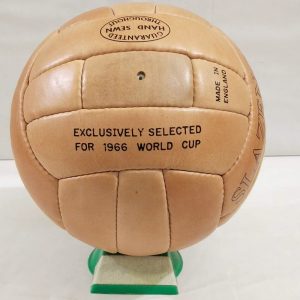 GUARANTEED
HAND SEWN
THROUGHOUT
MADE IN
ENGLAND
EXCLUSIVELY SELECTED
FOR 1966 WORLD CUP